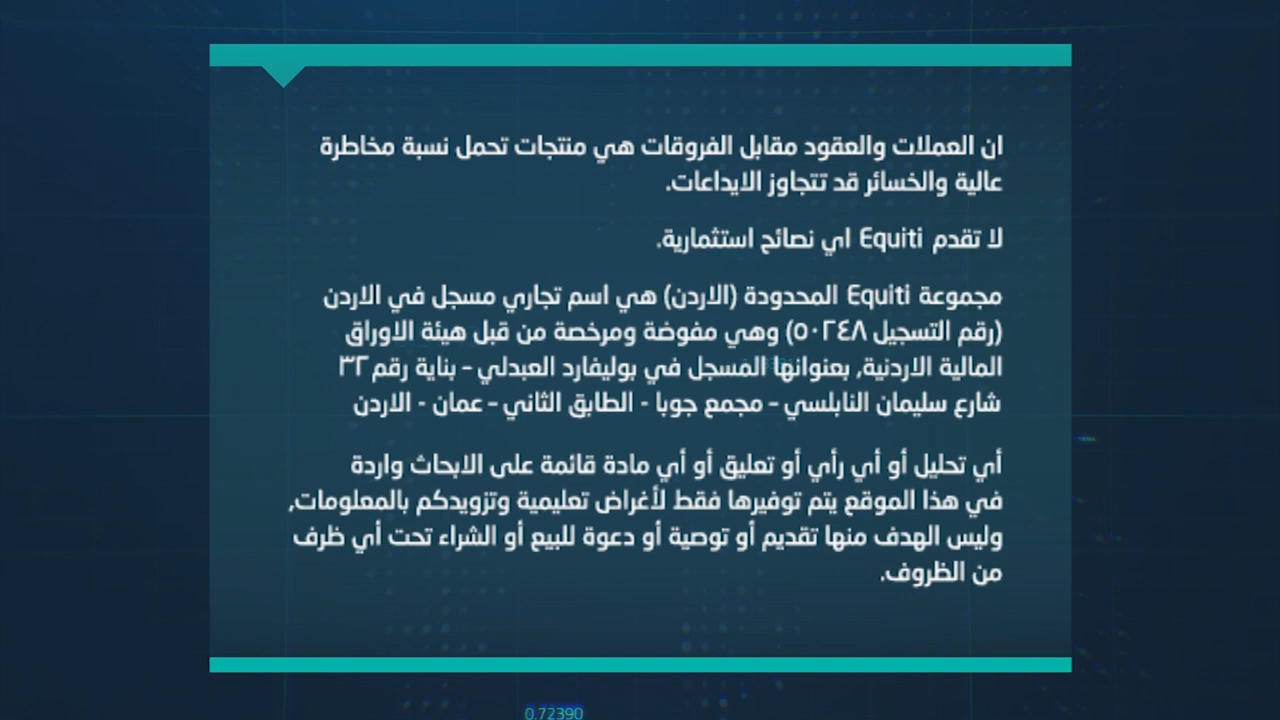 ان العملات والعقود مقابل الفروقات هي منتجات تحمل نسبة مخاطرة
عالية والخسائر قد تتجاوز الايداعات.
لا تقدم Equiti اي نصائح استثمارية.
مجموعة Equiti المحدودة (الاردن) هي اسم تجاري مسجل في الاردن
(رقم التسجيل ٥٠٢٤٨) وهي مفوضة ومرخصة من قبل هيئة الاوراق
المالية الاردنية, بعنوانها المسجل في بوليفارد العبدلي – بناية رقم ٣٢
شارع سليمان النابلسي – مجمع جوبا - الطابق الثاني – عمان - الاردن
أي تحليل أو أي رأي أو تعليق أو أي مادة قائمة على الابحاث واردة
في هذا الموقع يتم توفيرها فقط لأغراض تعليمية وتزويدكم بالمعلومات,
وليس الهدف منها تقديم أو توصية أو دعوة للبيع أو الشراء تحت أي ظرف
من الظروف.
0.72390